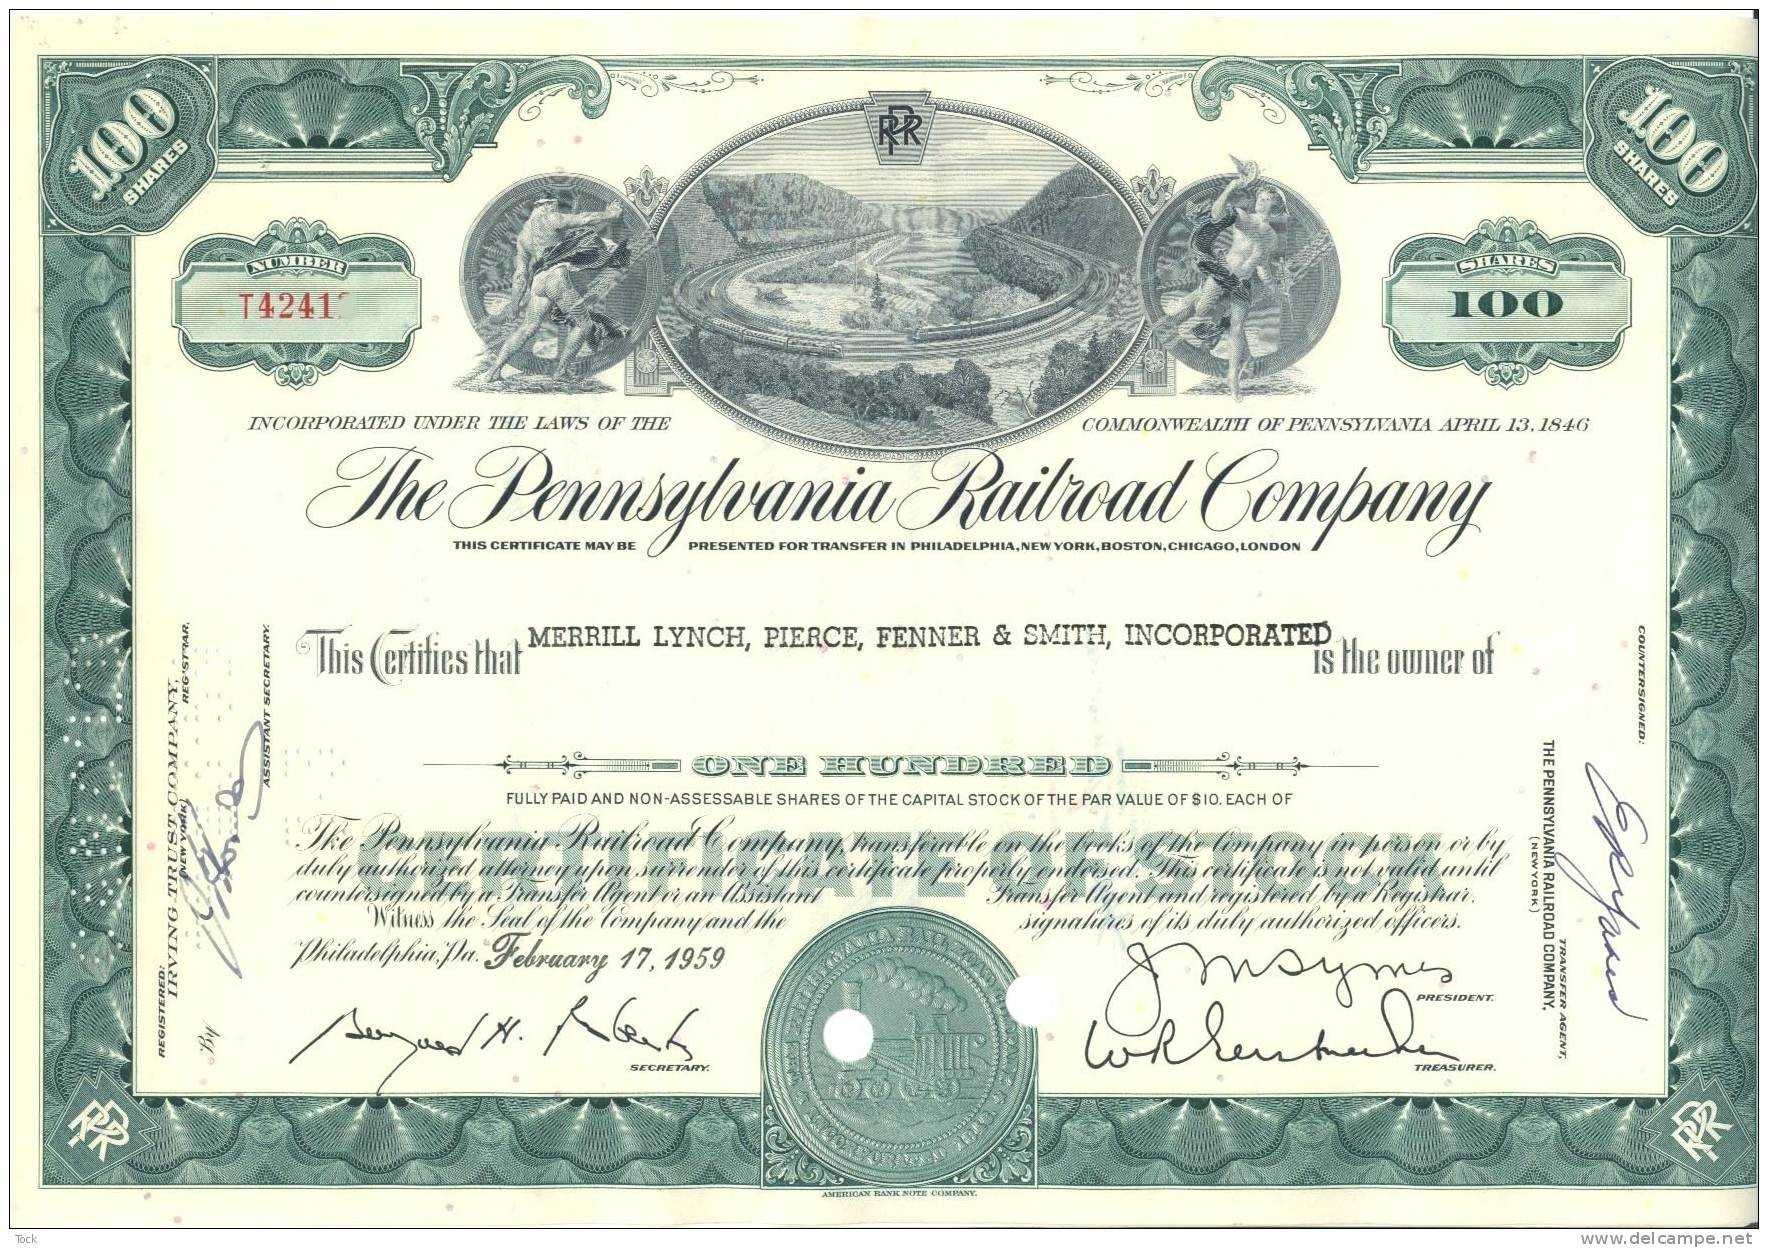 100 SHARES
PRR
100 SHARES
NUMBER
T4241
SHARES
100
INCORPORATED UNDER THE LAWS OF THE COMMONWEALTH OF PENNSYLVANIA APRIL 13, 1846
The Pennsylvania Railroad Company
THIS CERTIFICATE MAY BE PRESENTED FOR TRANSFER IN PHILADELPHIA, NEW YORK, BOSTON, CHICAGO, LONDON
This Certifies that MERRILL LYNCH, PIERCE, FENNER & SMITH, INCORPORATED is the owner of
ONE HUNDRED
FULLY PAID AND NON-ASSESSABLE SHARES OF THE CAPITAL STOCK OF THE PAR VALUE OF $10. EACH OF
CERTIFICATE OF STOCK
The Pennsylvania Railroad Company, transferable on the books of the Company in person or by
duly authorized attorney upon surrender of this certificate properly endorsed. This certificate is not valid until
countersigned by a Transfer Agent or an Assistant Transfer Agent and registered by a Registrar.
Witness the Seal of the Company and the signatures of its duly authorized officers.
Philadelphia, Pa. February 17, 1959
J M Symes
PRESIDENT.
SECRETARY.
TREASURER.
REGISTERED:
IRVING TRUST COMPANY,
(NEW YORK) REGISTRAR.
By
ASSISTANT SECRETARY.
COUNTERSIGNED:
THE PENNSYLVANIA RAILROAD COMPANY,
(NEW YORK) TRANSFER AGENT,
PRR
PRR
AMERICAN BANK NOTE COMPANY.
Tock
www.delcampe.net